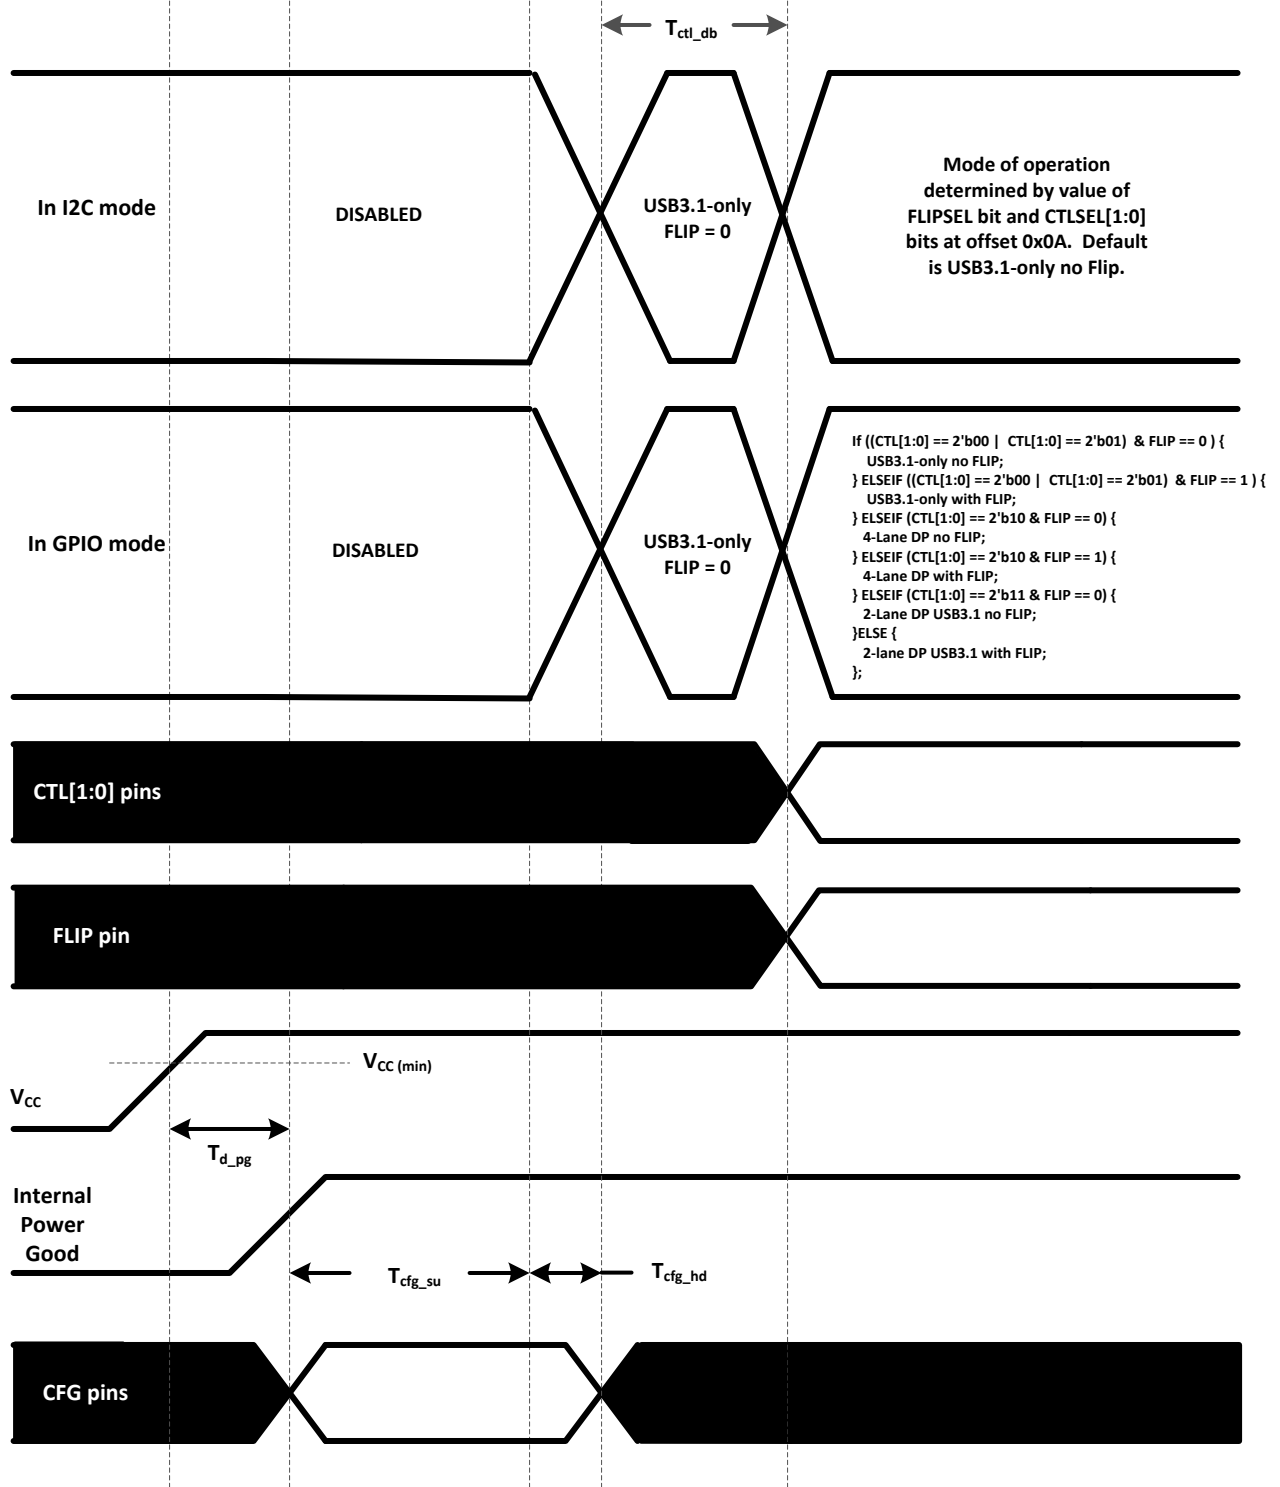 Tctl_db
In I2C mode
DISABLED
USB3.1-only
FLIP = 0
Mode of operation
determined by value of
FLIPSEL bit and CTLSEL[1:0]
bits at offset 0x0A.  Default
is USB3.1-only no Flip.
In GPIO mode
DISABLED
USB3.1-only
FLIP = 0
If ((CTL[1:0] == 2'b00 |  CTL[1:0] == 2'b01)  & FLIP == 0 ) {
USB3.1-only no FLIP;
} ELSEIF ((CTL[1:0] == 2'b00 |  CTL[1:0] == 2'b01)  & FLIP == 1 ) {
USB3.1-only with FLIP;
} ELSEIF (CTL[1:0] == 2'b10 & FLIP == 0) {
4-Lane DP no FLIP;
} ELSEIF (CTL[1:0] == 2'b10 & FLIP == 1) {
4-Lane DP with FLIP;
} ELSEIF (CTL[1:0] == 2'b11 & FLIP == 0) {
2-Lane DP USB3.1 no FLIP;
}ELSE {
2-lane DP USB3.1 with FLIP;
};
CTL[1:0] pins
FLIP pin
VCC (min)
VCC
Td_pg
Internal
Power
Good
Tcfg_su
Tcfg_hd
CFG pins